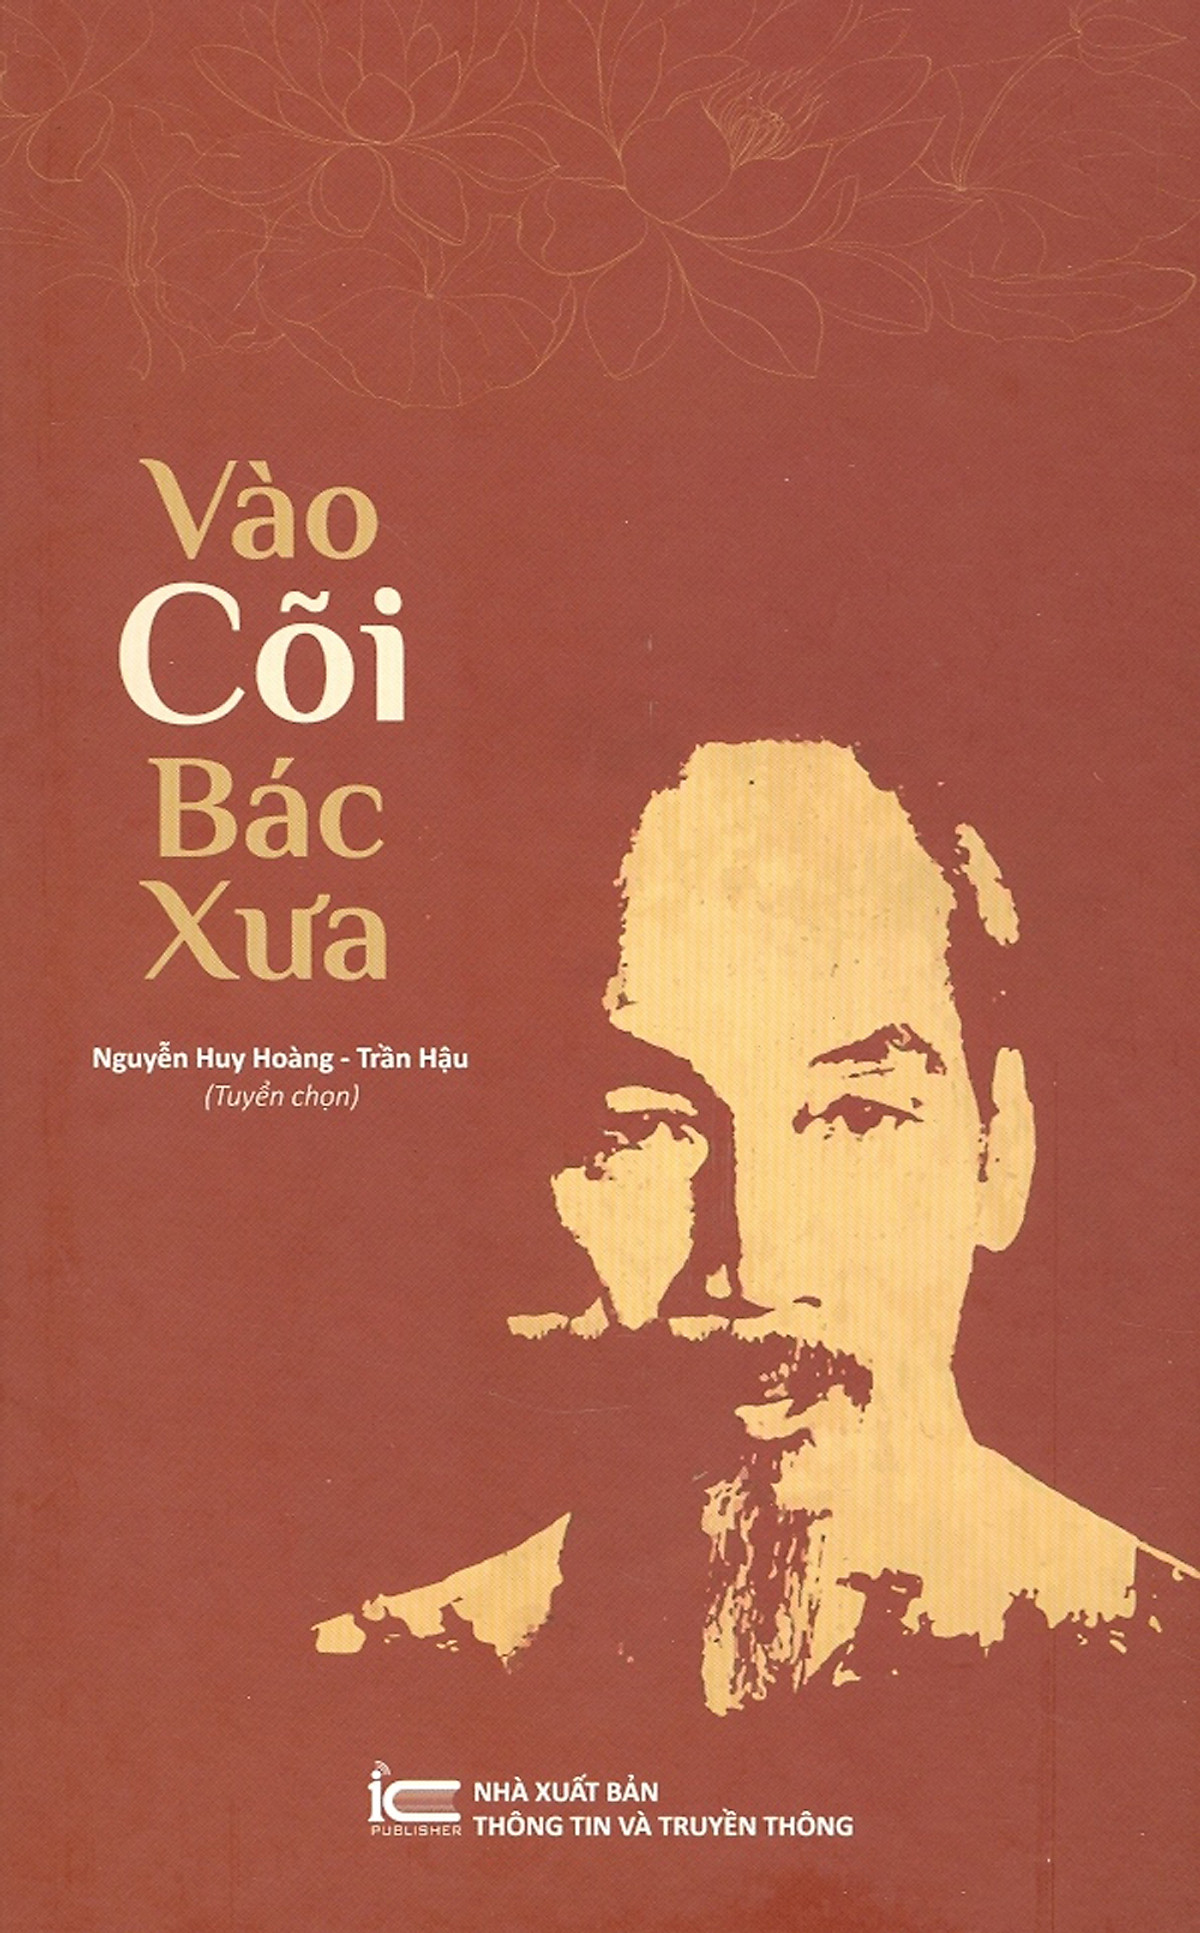 Vào
Cõi
Bác
Xưa
Nguyễn Huy Hoàng - Trần Hậu
(Tuyển chọn)
ic NHÀ XUẤT BẢN
PUBLISHER THÔNG TIN VÀ TRUYỀN THÔNG